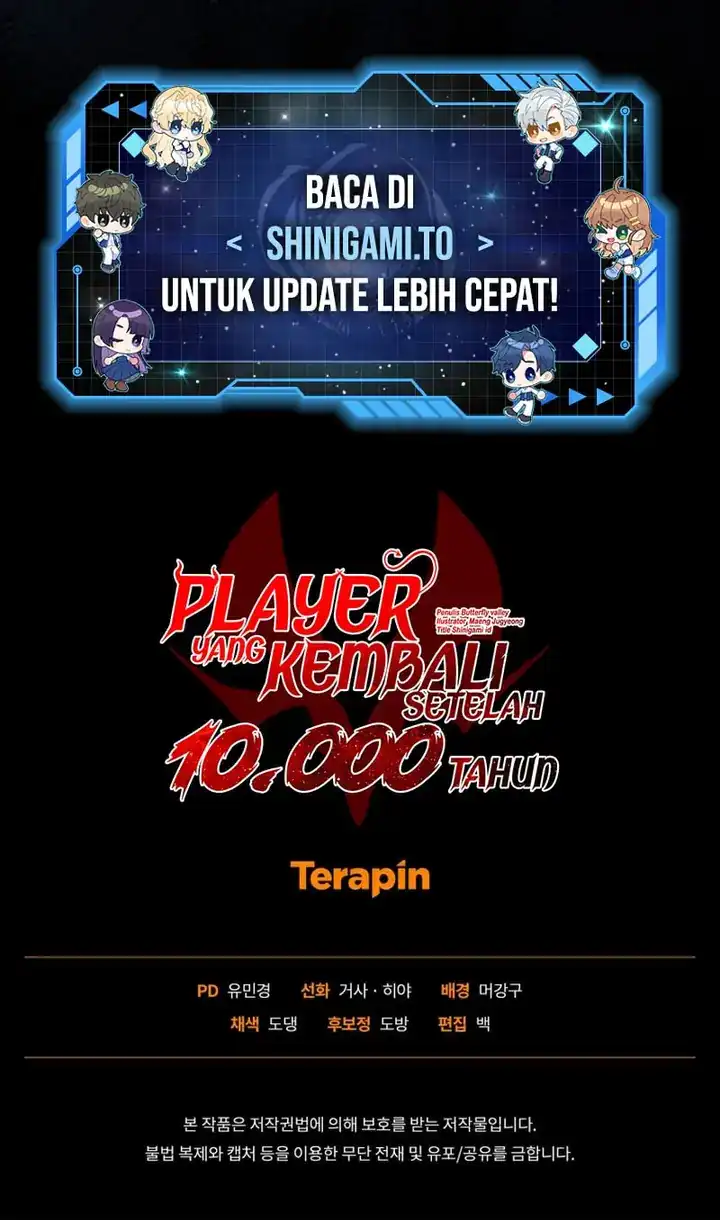 BACA DI
< SHINIGAMI.TO >
UNTUK UPDATE LEBIH CEPAT!
PLAYER
Penulis Butterfly valley
Ilustrator Maeng Jugyeong
Title Shinigami id
YANG KEMBALI
SETELAH
10.000 TAHUN
Terapin
PD 유민경 선화 거사 · 히야 배경 머강구
채색 도댕 후보정 도방 편집 백
본 작품은 저작권법에 의해 보호를 받는 저작물입니다.
불법 복제와 캡처 등을 이용한 무단 전재 및 유포/공유를 금합니다.